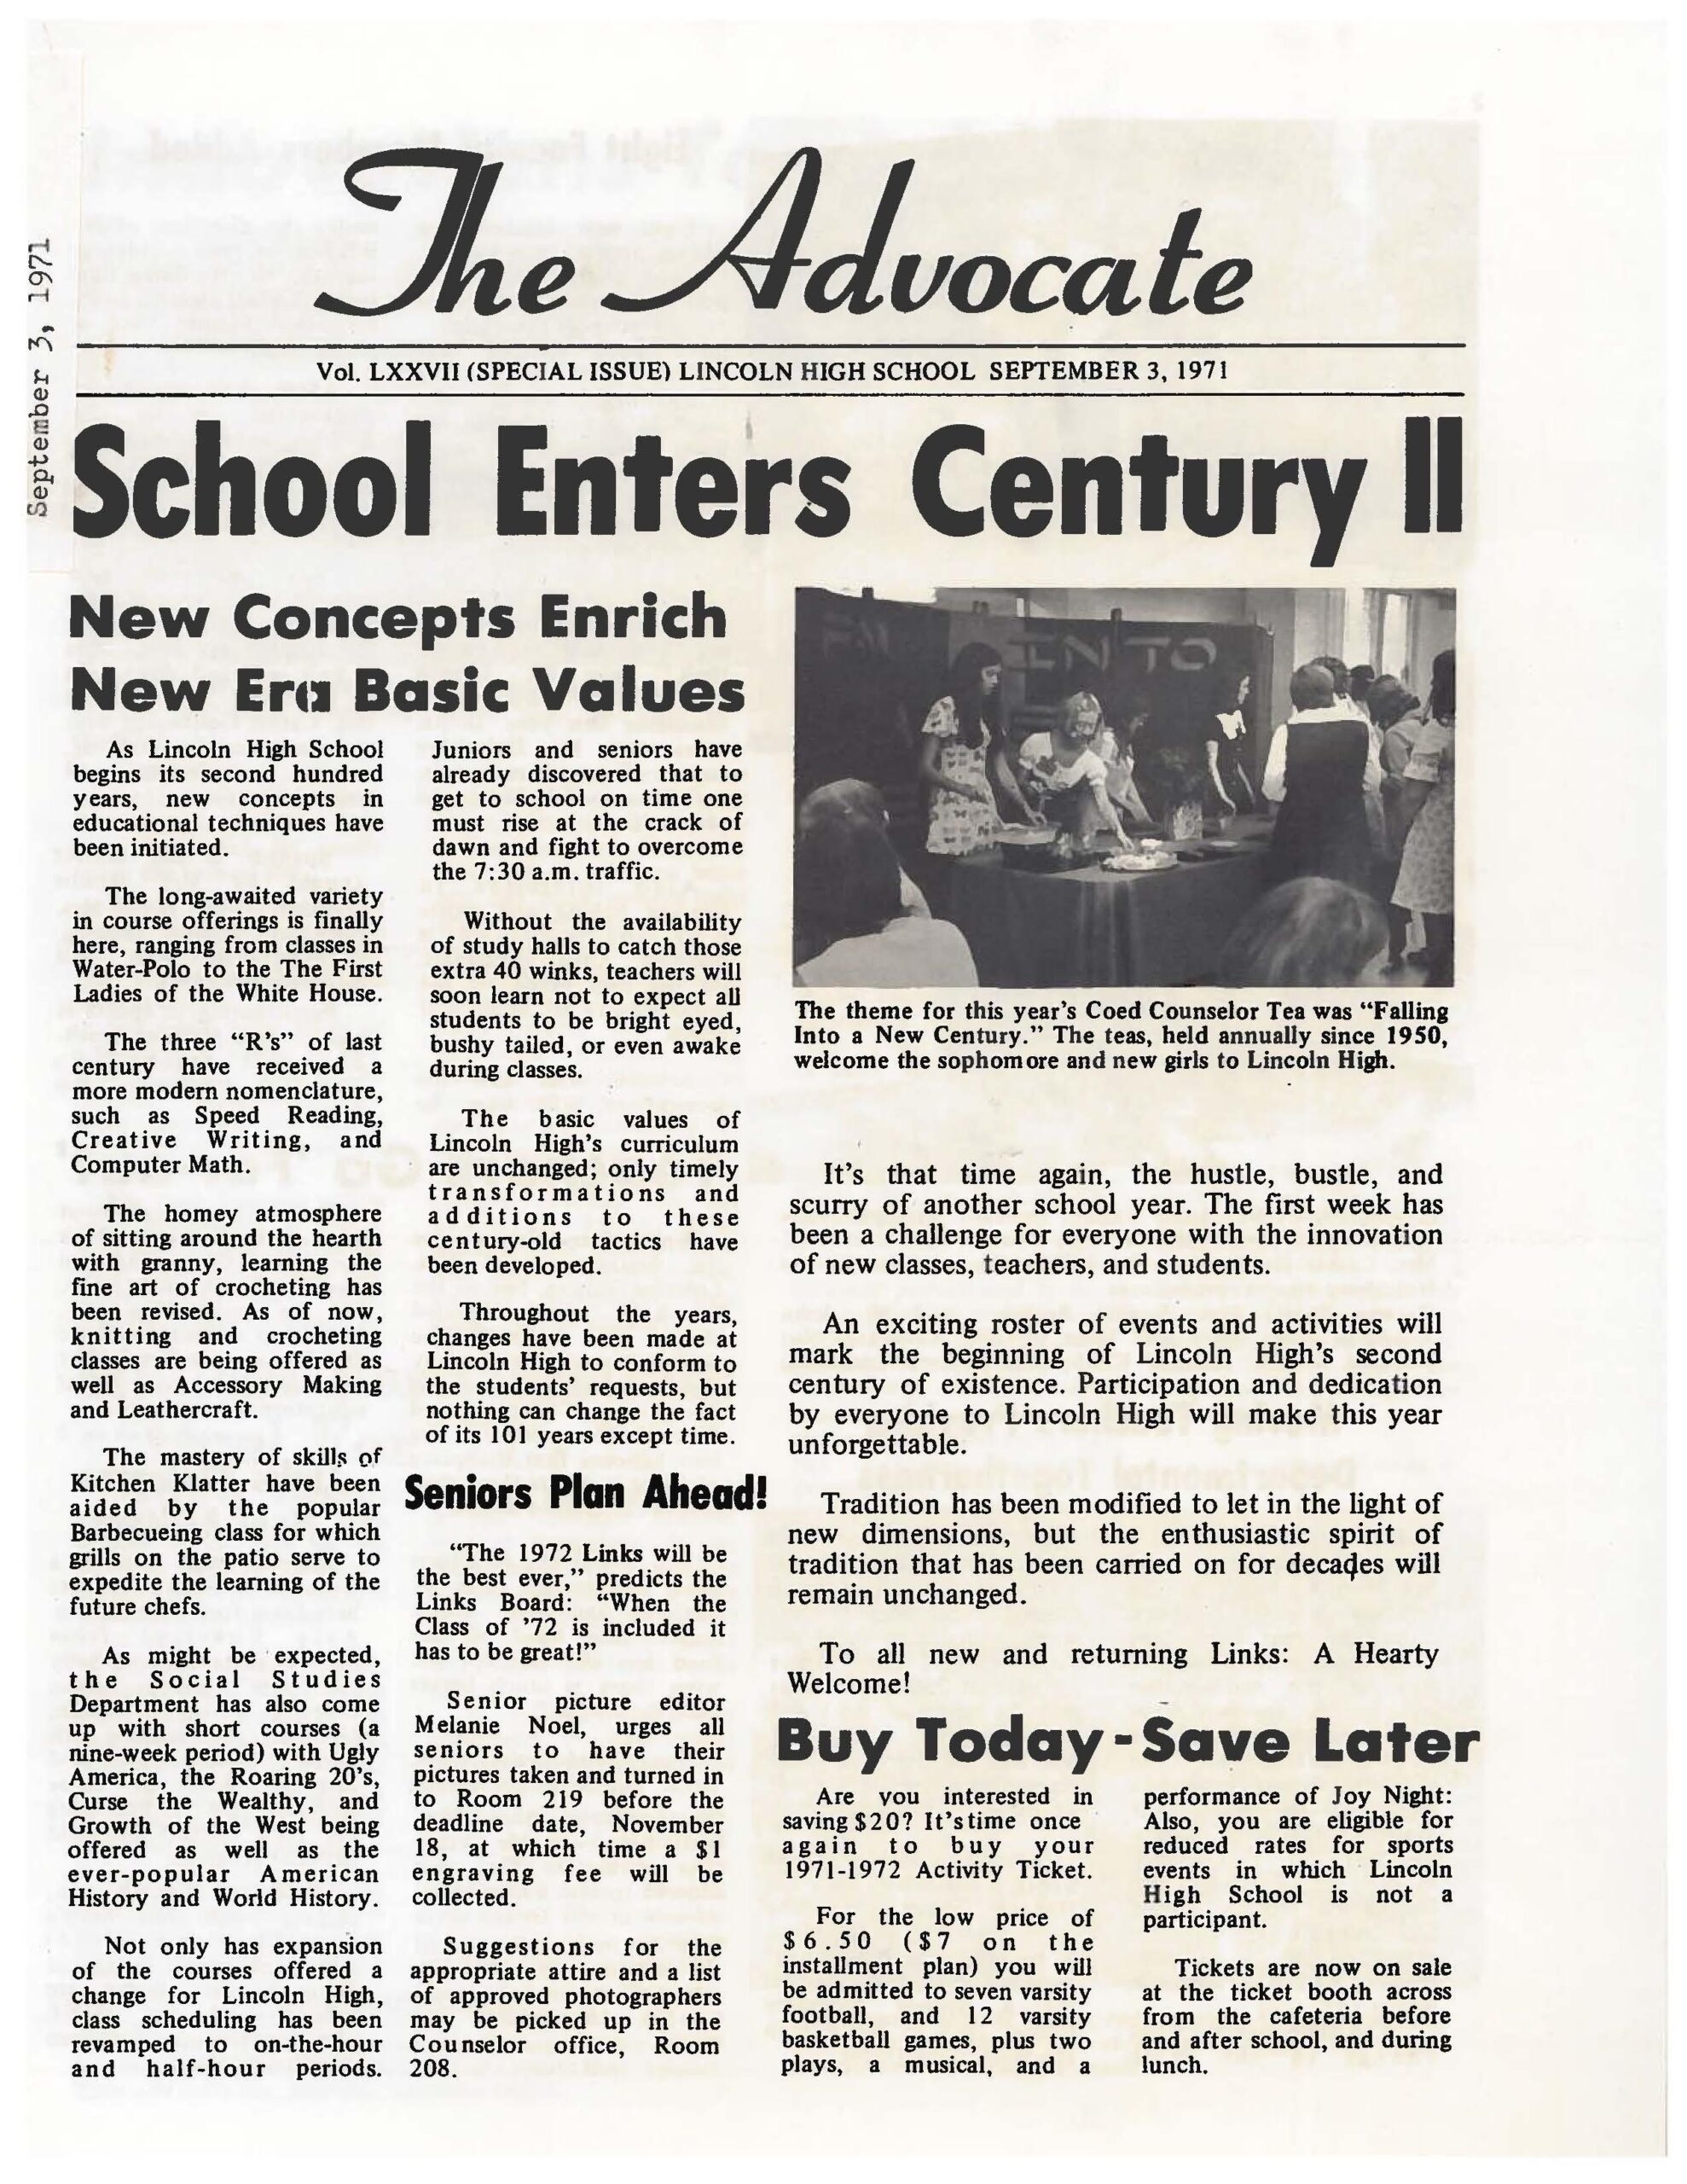 September 3, 1971
The Advocate
Vol. LXXVII (SPECIAL ISSUE) LINCOLN HIGH SCHOOL SEPTEMBER 3, 1971
School Enters Century II
New Concepts Enrich
New Era Basic Values
As Lincoln High School
begins its second hundred
years, new concepts in
educational techniques have
been initiated.
The long-awaited variety
in course offerings is finally
here, ranging from classes in
Water-Polo to the The First
Ladies of the White House.
The three “R’s” of last
century have received a
more modern nomenclature,
such as Speed Reading,
Creative Writing, and
Computer Math.
The homey atmosphere
of sitting around the hearth
with granny, learning the
fine art of crocheting has
been revised. As of now,
knitting and crocheting
classes are being offered as
well as Accessory Making
and Leathercraft.
The mastery of skills of
Kitchen Klatter have been
aided by the popular
Barbecueing class for which
grills on the patio serve to
expedite the learning of the
future chefs.
As might be expected,
the Social Studies
Department has also come
up with short courses (a
nine-week period) with Ugly
America, the Roaring 20’s,
Curse the Wealthy, and
Growth of the West being
offered as well as the
ever-popular American
History and World History.
Not only has expansion
of the courses offered a
change for Lincoln High,
class scheduling has been
revamped to on-the-hour
and half-hour periods.
Juniors and seniors have
already discovered that to
get to school on time one
must rise at the crack of
dawn and fight to overcome
the 7:30 a.m. traffic.
Without the availability
of study halls to catch those
extra 40 winks, teachers will
soon learn not to expect all
students to be bright eyed,
bushy tailed, or even awake
during classes.
The basic values of
Lincoln High’s curriculum
are unchanged; only timely
transformations and
additions to these
century-old tactics have
been developed.
Throughout the years,
changes have been made at
Lincoln High to conform to
the students’ requests, but
nothing can change the fact
of its 101 years except time.
Seniors Plan Ahead!
“The 1972 Links will be
the best ever,” predicts the
Links Board: “When the
Class of ’72 is included it
has to be great!”
Senior picture editor
Melanie Noel, urges all
seniors to have their
pictures taken and turned in
to Room 219 before the
deadline date, November
18, at which time a $1
engraving fee will be
collected.
Suggestions for the
appropriate attire and a list
of approved photographers
may be picked up in the
Counselor office, Room
208.
INTO
The theme for this year’s Coed Counselor Tea was “Falling
Into a New Century.” The teas, held annually since 1950,
welcome the sophomore and new girls to Lincoln High.
It’s that time again, the hustle, bustle, and
scurry of another school year. The first week has
been a challenge for everyone with the innovation
of new classes, teachers, and students.
An exciting roster of events and activities will
mark the beginning of Lincoln High’s second
century of existence. Participation and dedication
by everyone to Lincoln High will make this year
unforgettable.
Tradition has been modified to let in the light of
new dimensions, but the enthusiastic spirit of
tradition that has been carried on for decades will
remain unchanged.
To all new and returning Links: A Hearty
Welcome!
Buy Today-Save Later
Are you interested in
saving $20? It’s time once
again to buy your
1971-1972 Activity Ticket.
For the low price of
$6.50 ($7 on the
installment plan) you will
be admitted to seven varsity
football, and 12 varsity
basketball games, plus two
plays, a musical, and a
performance of Joy Night:
Also, you are eligible for
reduced rates for sports
events in which Lincoln
High School is not a
participant.
Tickets are now on sale
at the ticket booth across
from the cafeteria before
and after school, and during
lunch.